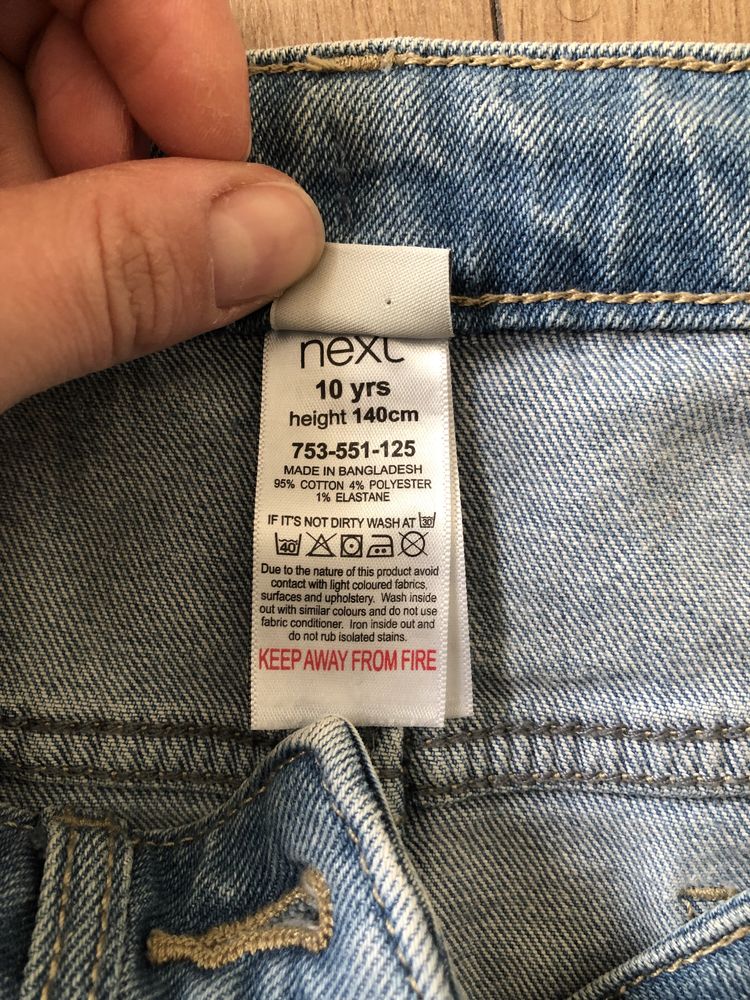 next
10 yrs
height 140cm
753-551-125
MADE IN BANGLADESH
95% COTTON 4% POLYESTER
1% ELASTANE
IF IT'S NOT DIRTY WASH AT 30
40
Due to the nature of this product avoid
contact with light coloured fabrics,
surfaces and upholstery. Wash inside
out with similar colours and do not use
fabric conditioner. Iron inside out and
do not rub isolated stains.
KEEP AWAY FROM FIRE